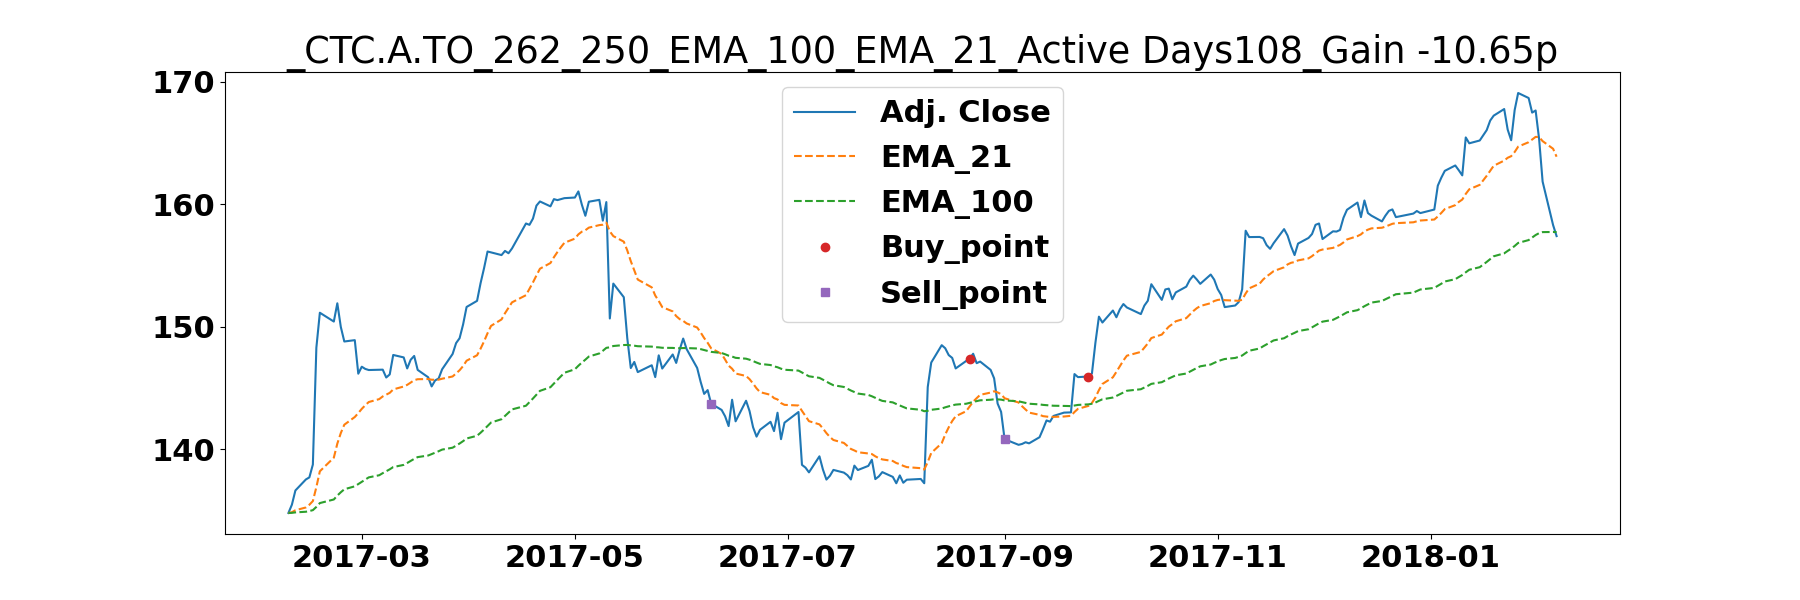 _CTC.A.TO_262_250_EMA_100_EMA_21_Active Days108_Gain -10.65p
170
160
150
140
Adj. Close
EMA_21
EMA_100
Buy_point
Sell_point
2017-03 2017-05 2017-07 2017-09 2017-11 2018-01